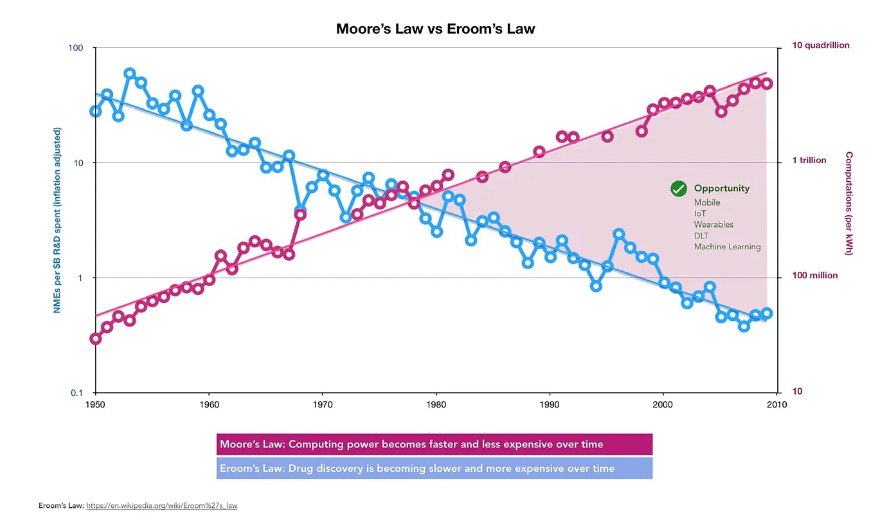 Moore's Law vs Eroom's Law
100
10
1
0.1
NMEs per $B R&D spent (inflation adjusted)
10 quadrillion
1 trillion
100 million
10
Computations (per kWh)
Opportunity
Mobile
IoT
Wearables
DLT
Machine Learning
1950
1960
1970
1980
1990
2000
2010
Moore's Law: Computing power becomes faster and less expensive over time
Eroom's Law: Drug discovery is becoming slower and more expensive over time
Eroom's Law: https://en.wikipedia.org/wiki/Eroom%27s_law